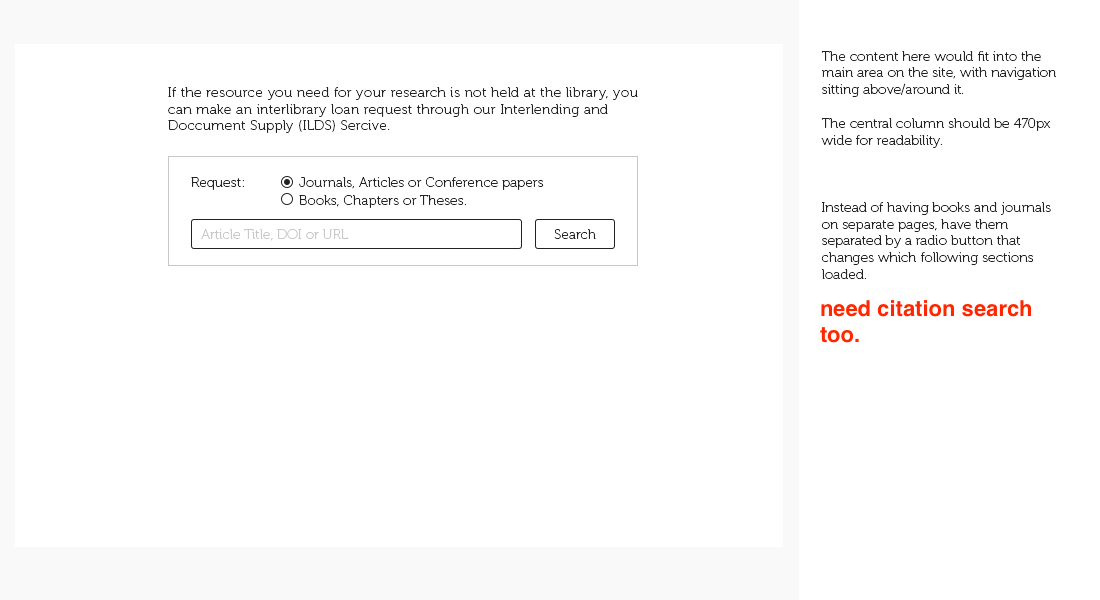 If the resource you need for your research is not held at the library, you
can make an interlibrary loan request through our Interlending and
Doccument Supply (ILDS) Sercive.
Request:
Journals, Articles or Conference papers
Books, Chapters or Theses.
Article Title, DOI or URL
Search
The content here would fit into the
main area on the site, with navigation
sitting above/around it.
The central column should be 470px
wide for readability.
Instead of having books and journals
on separate pages, have them
separated by a radio button that
changes which following sections
loaded.
need citation search
too.